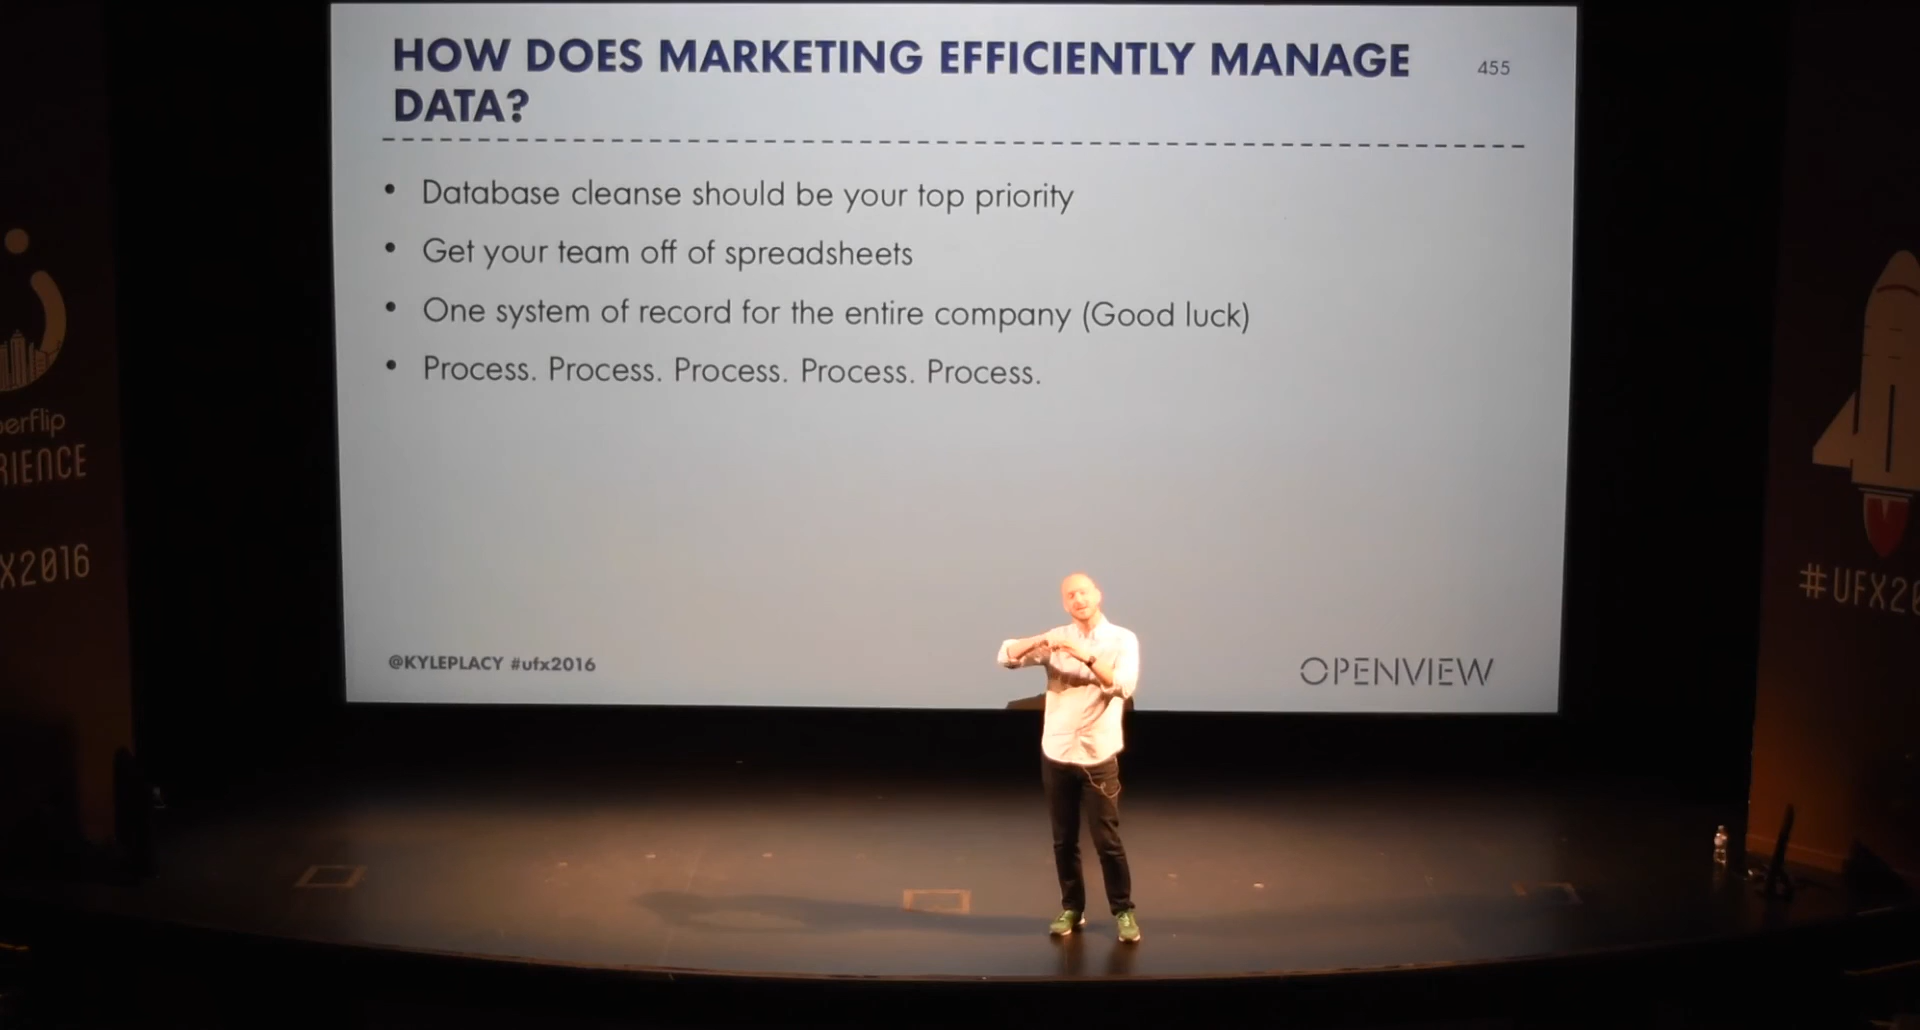 HOW DOES MARKETING EFFICIENTLY MANAGE
DATA?
455
• Database cleanse should be your top priority
• Get your team off of spreadsheets
• One system of record for the entire company (Good luck)
• Process. Process. Process. Process. Process.
@KYLEPLACY #ufx2016
OPENVIEW
erflip
RIENCE
X2016
#UFX20